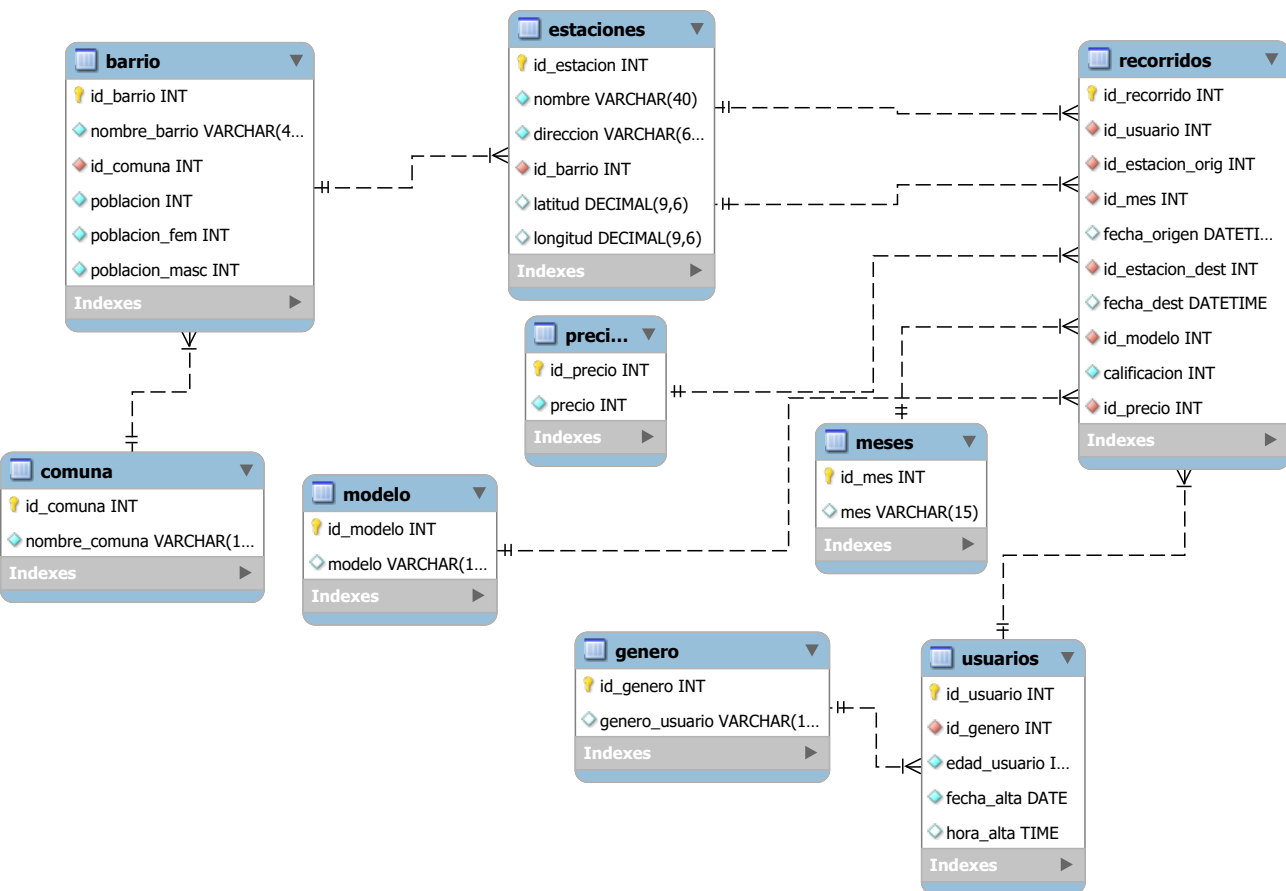 barrio
id_barrio INT
nombre_barrio VARCHAR(4...
id_comuna INT
poblacion INT
poblacion_fem INT
poblacion_masc INT
Indexes
estaciones
id_estacion INT
nombre VARCHAR(40)
direccion VARCHAR(6...
id_barrio INT
latitud DECIMAL(9,6)
longitud DECIMAL(9,6)
Indexes
recorridos
id_recorrido INT
id_usuario INT
id_estacion_orig INT
id_mes INT
fecha_origen DATETI...
id_estacion_dest INT
fecha_dest DATETIME
id_modelo INT
calificacion INT
id_precio INT
Indexes
preci...
id_precio INT
precio INT
Indexes
meses
id_mes INT
mes VARCHAR(15)
Indexes
comuna
id_comuna INT
nombre_comuna VARCHAR(1...
Indexes
modelo
id_modelo INT
modelo VARCHAR(1...
Indexes
genero
id_genero INT
genero_usuario VARCHAR(1...
Indexes
usuarios
id_usuario INT
id_genero INT
edad_usuario I...
fecha_alta DATE
hora_alta TIME
Indexes